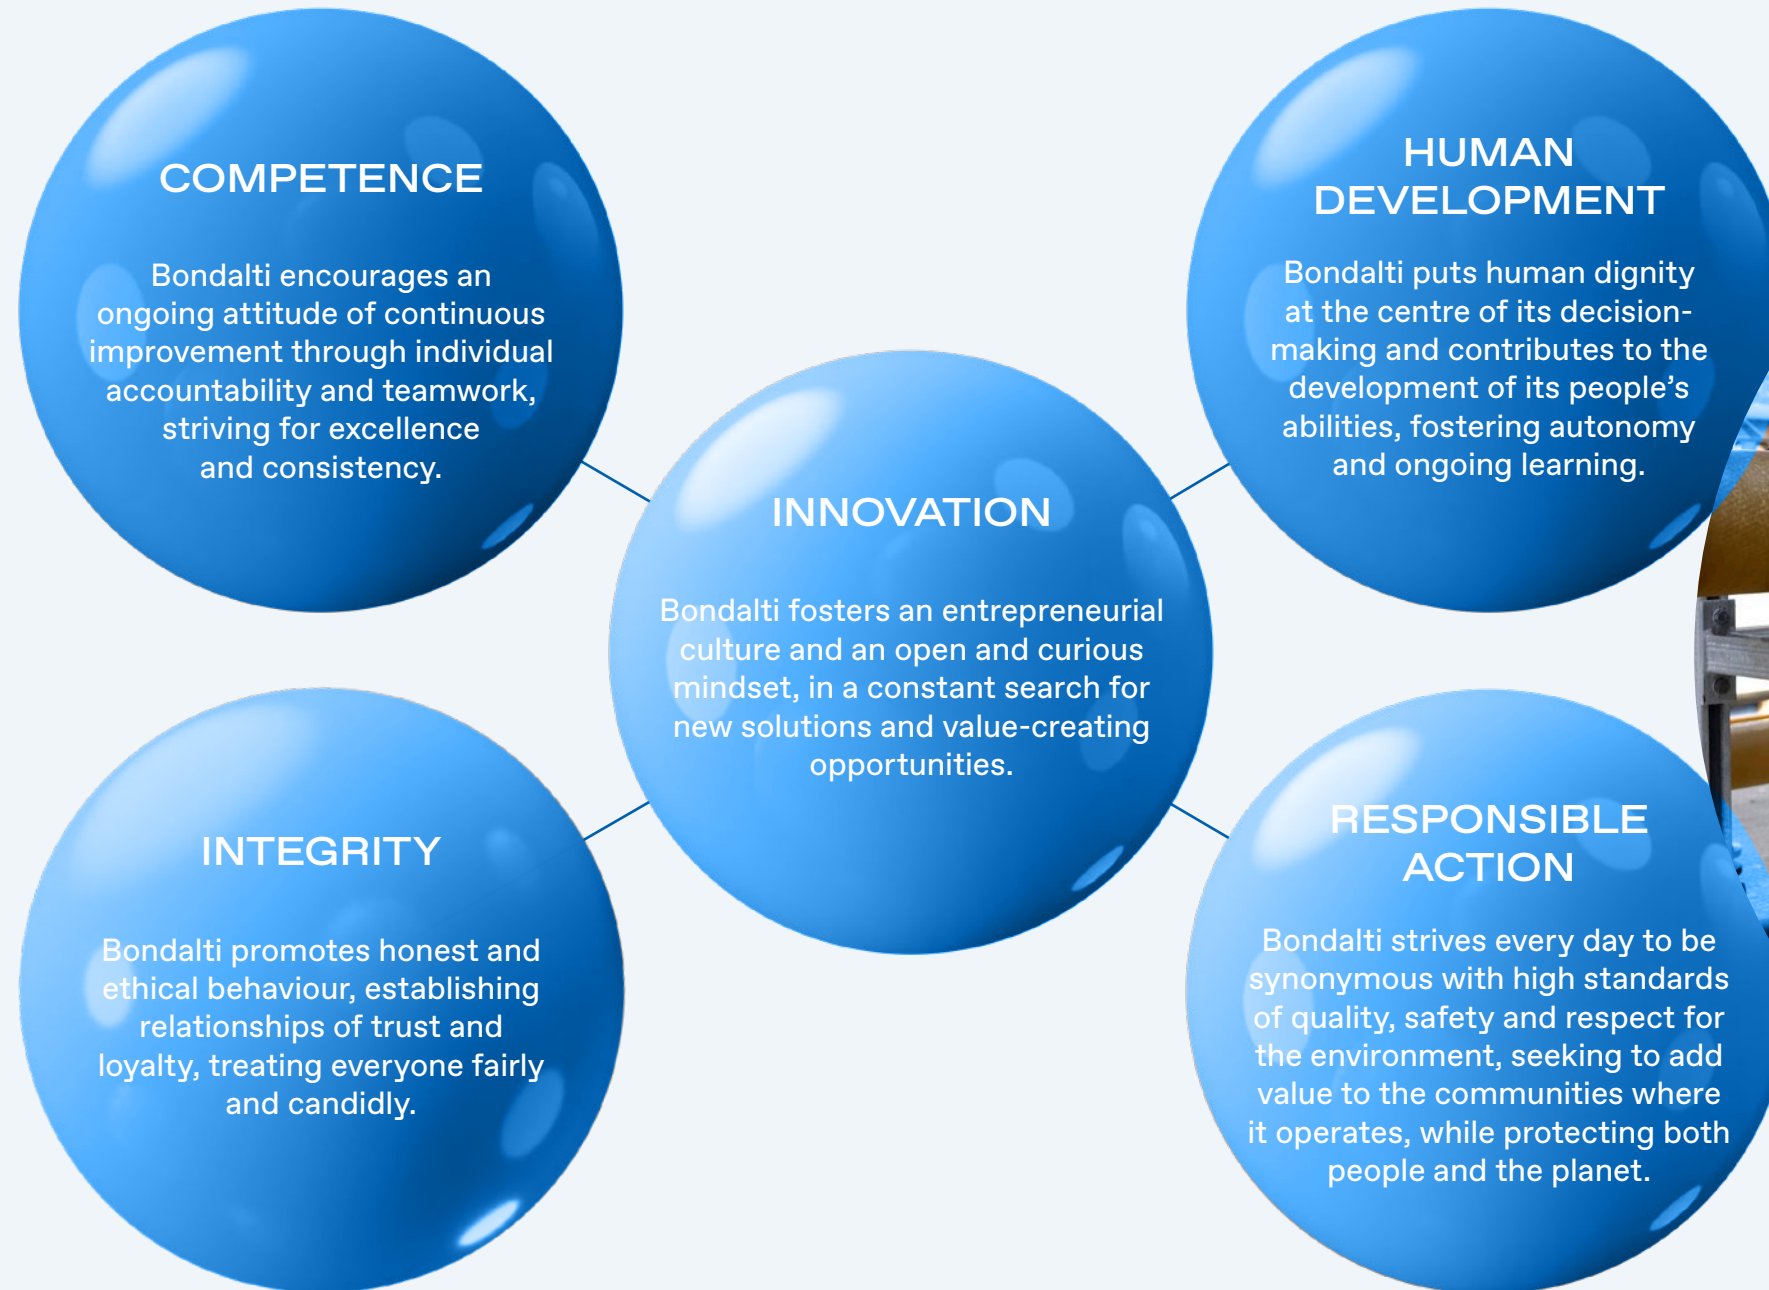 COMPETENCE
Bondalti encourages an
ongoing attitude of continuous
improvement through individual
accountability and teamwork,
striving for excellence
and consistency.
HUMAN
DEVELOPMENT
Bondalti puts human dignity
at the centre of its decision-
making and contributes to the
development of its people’s
abilities, fostering autonomy
and ongoing learning.
INNOVATION
Bondalti fosters an entrepreneurial
culture and an open and curious
mindset, in a constant search for
new solutions and value-creating
opportunities.
INTEGRITY
Bondalti promotes honest and
ethical behaviour, establishing
relationships of trust and
loyalty, treating everyone fairly
and candidly.
RESPONSIBLE
ACTION
Bondalti strives every day to be
synonymous with high standards
of quality, safety and respect for
the environment, seeking to add
value to the communities where
it operates, while protecting both
people and the planet.